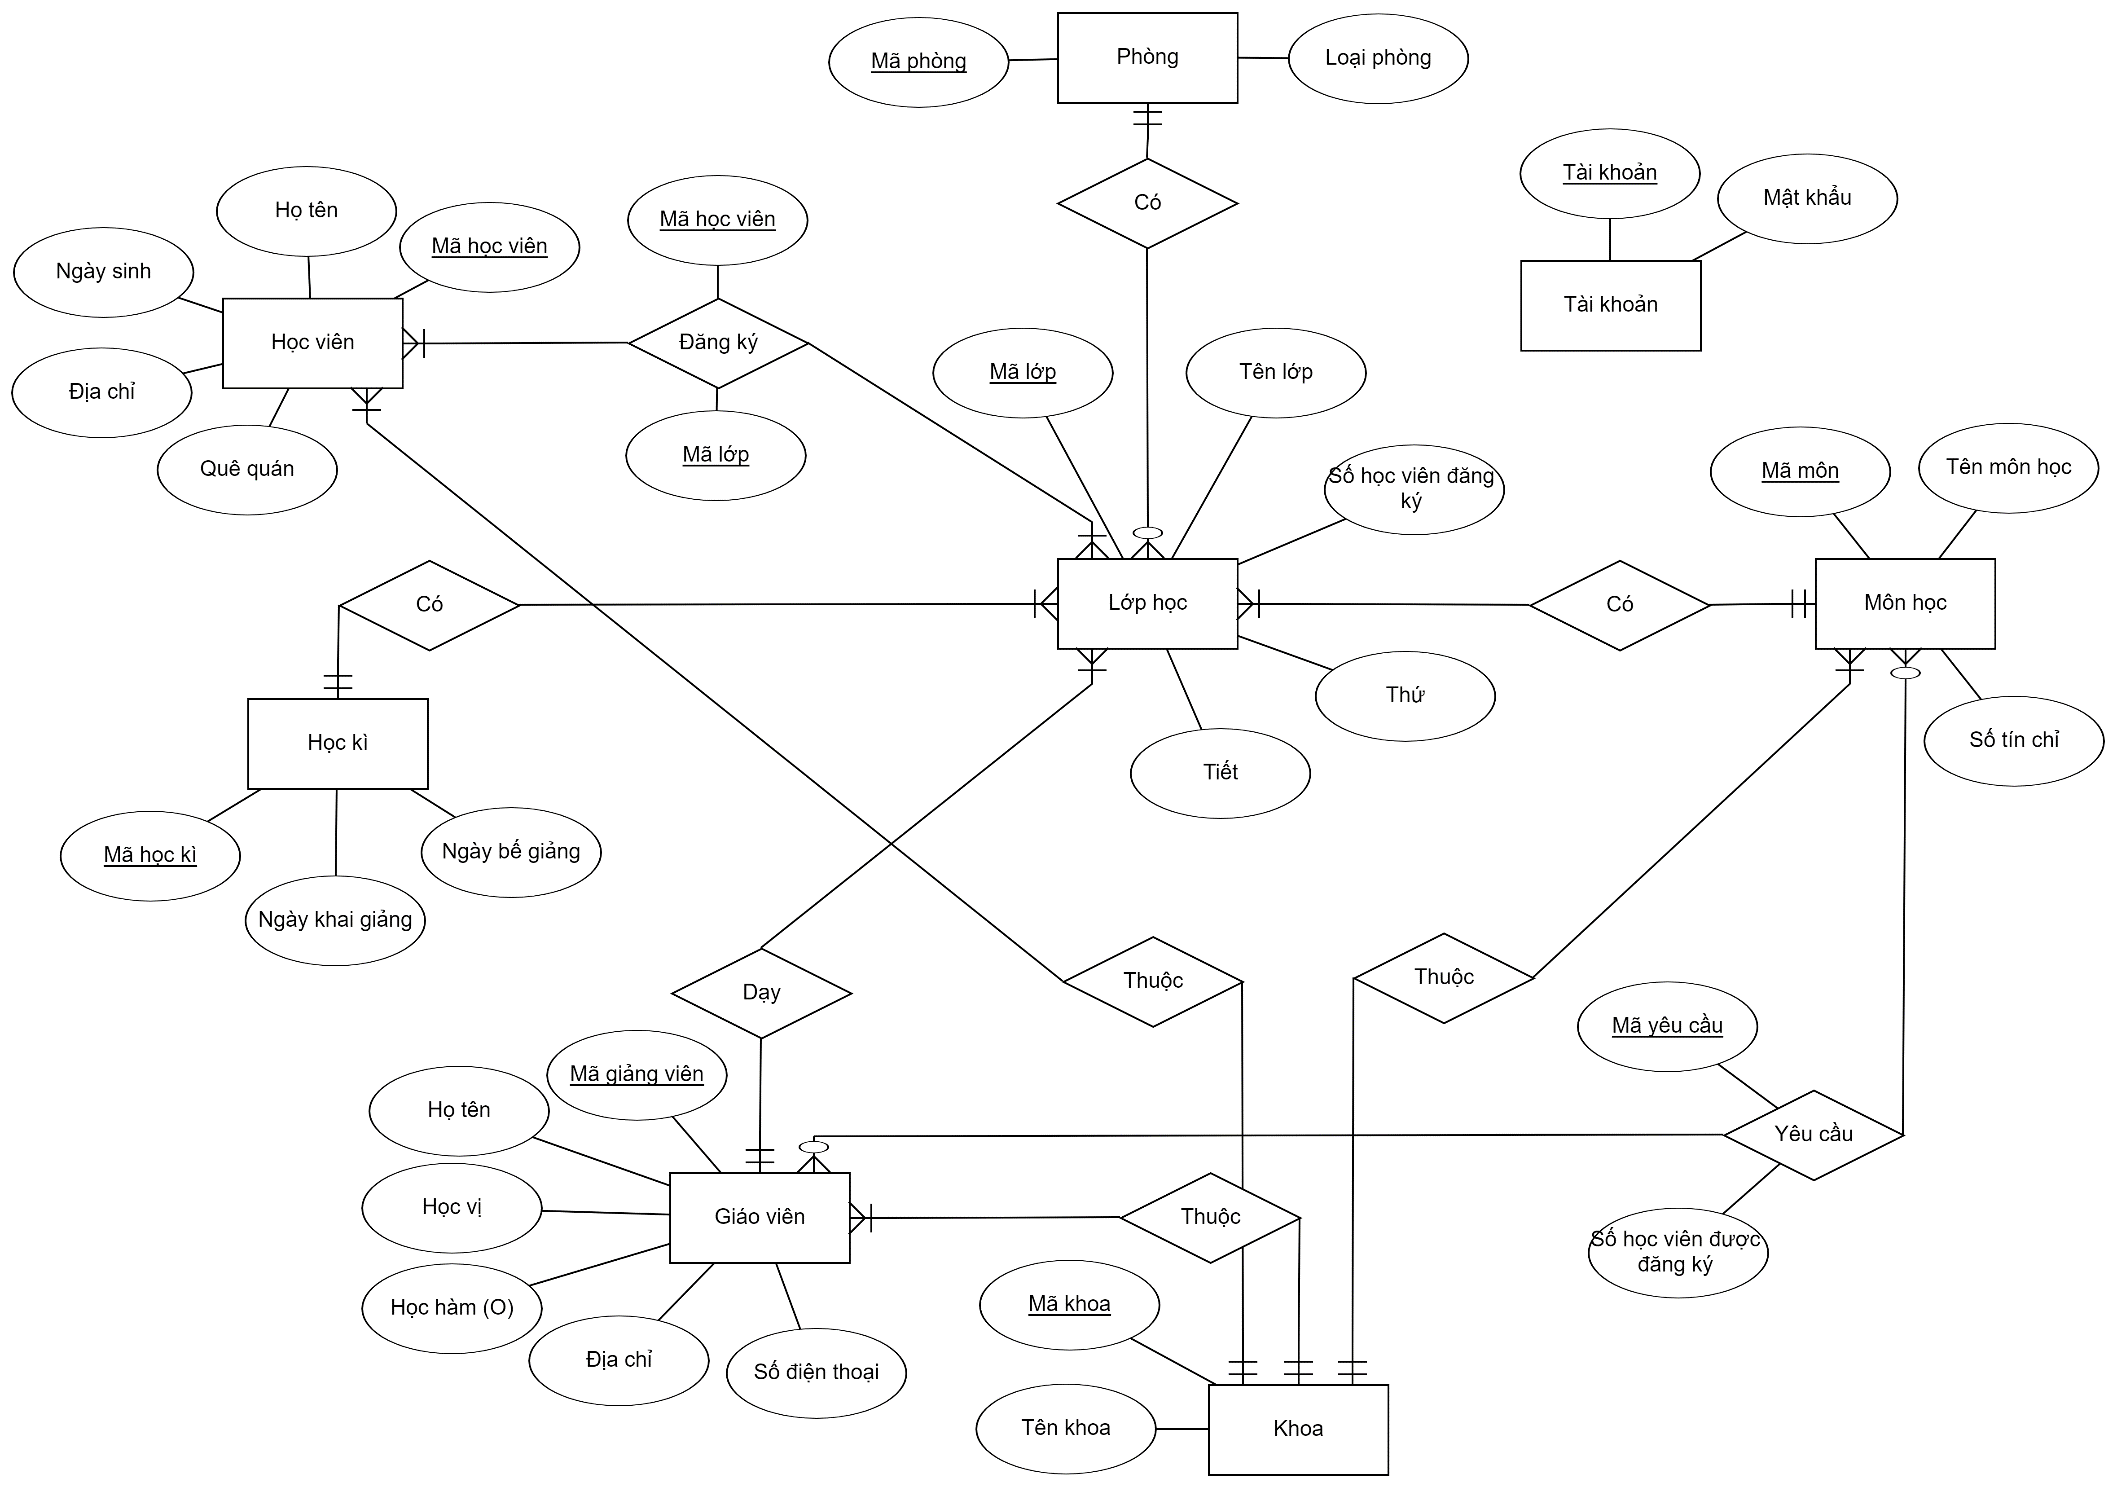 Phòng
Mã phòng
Loại phòng
Có
Tài khoản
Mật khẩu
Tài khoản
Họ tên
Mã học viên
Ngày sinh
Học viên
Địa chỉ
Quê quán
Mã học viên
Đăng ký
Mã lớp
Mã lớp
Tên lớp
Số học viên đăng
ký
Mã môn
Tên môn học
Có
Lớp học
Có
Môn học
Thứ
Tiết
Số tín chỉ
Học kì
Mã học kì
Ngày bế giảng
Ngày khai giảng
Dạy
Thuộc
Thuộc
Mã yêu cầu
Mã giảng viên
Họ tên
Yêu cầu
Học vị
Giáo viên
Thuộc
Số học viên được
đăng ký
Học hàm (O)
Mã khoa
Địa chỉ
Số điện thoại
Tên khoa
Khoa